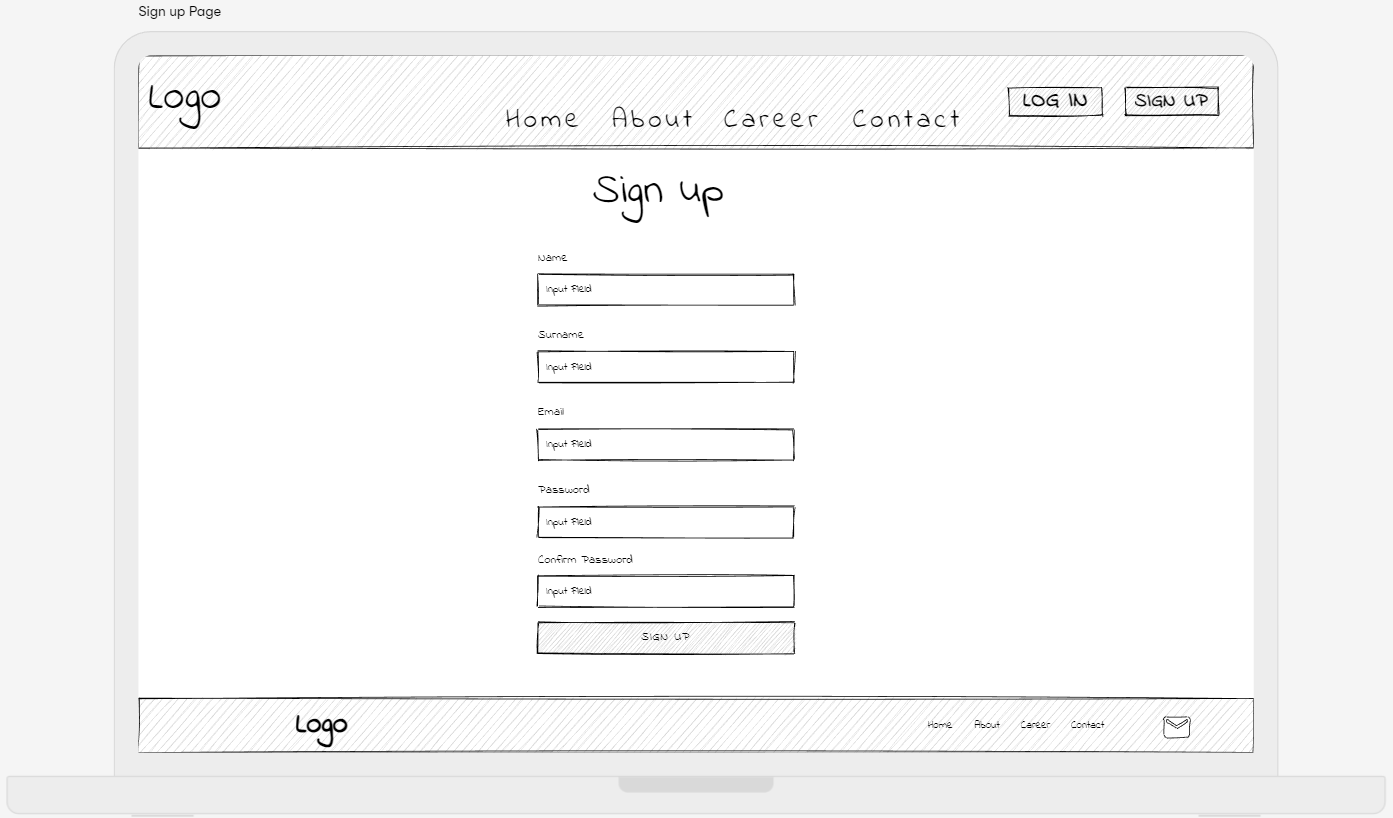 Sign up Page
Logo
Home About Career Contact
LOG IN SIGN UP
Sign up
Name
Input Field
Surname
Input Field
Email
Input Field
Password
Input Field
Confirm Password
Input Field
SIGN UP
Logo
Home About Career Contact